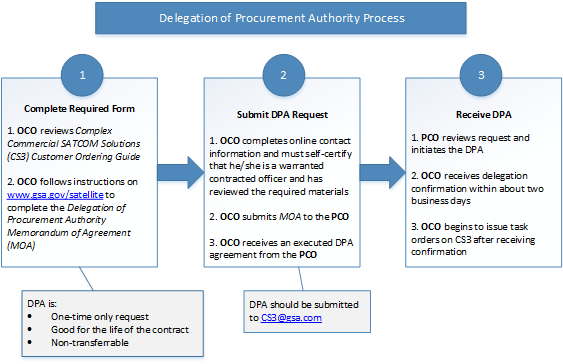 Delegation of Procurement Authority Process
1
Complete Required Form
1. OCO reviews Complex
Commercial SATCOM Solutions
(CS3) Customer Ordering Guide
2. OCO follows instructions on
www.gsa.gov/satellite to
complete the Delegation of
Procurement Authority
Memorandum of Agreement
(MOA)
DPA is:
• One-time only request
• Good for the life of the contract
• Non-transferrable
2
Submit DPA Request
1. OCO completes online contact
information and must self-certify
that he/she is a warranted
contracted officer and has
reviewed the required materials
2. OCO submits MOA to the PCO
3. OCO receives an executed DPA
agreement from the PCO
DPA should be submitted
to CS3@gsa.com
3
Receive DPA
1. PCO reviews request and
initiates the DPA
2. OCO receives delegation
confirmation within about two
business days
3. OCO begins to issue task
orders on CS3 after receiving
confirmation